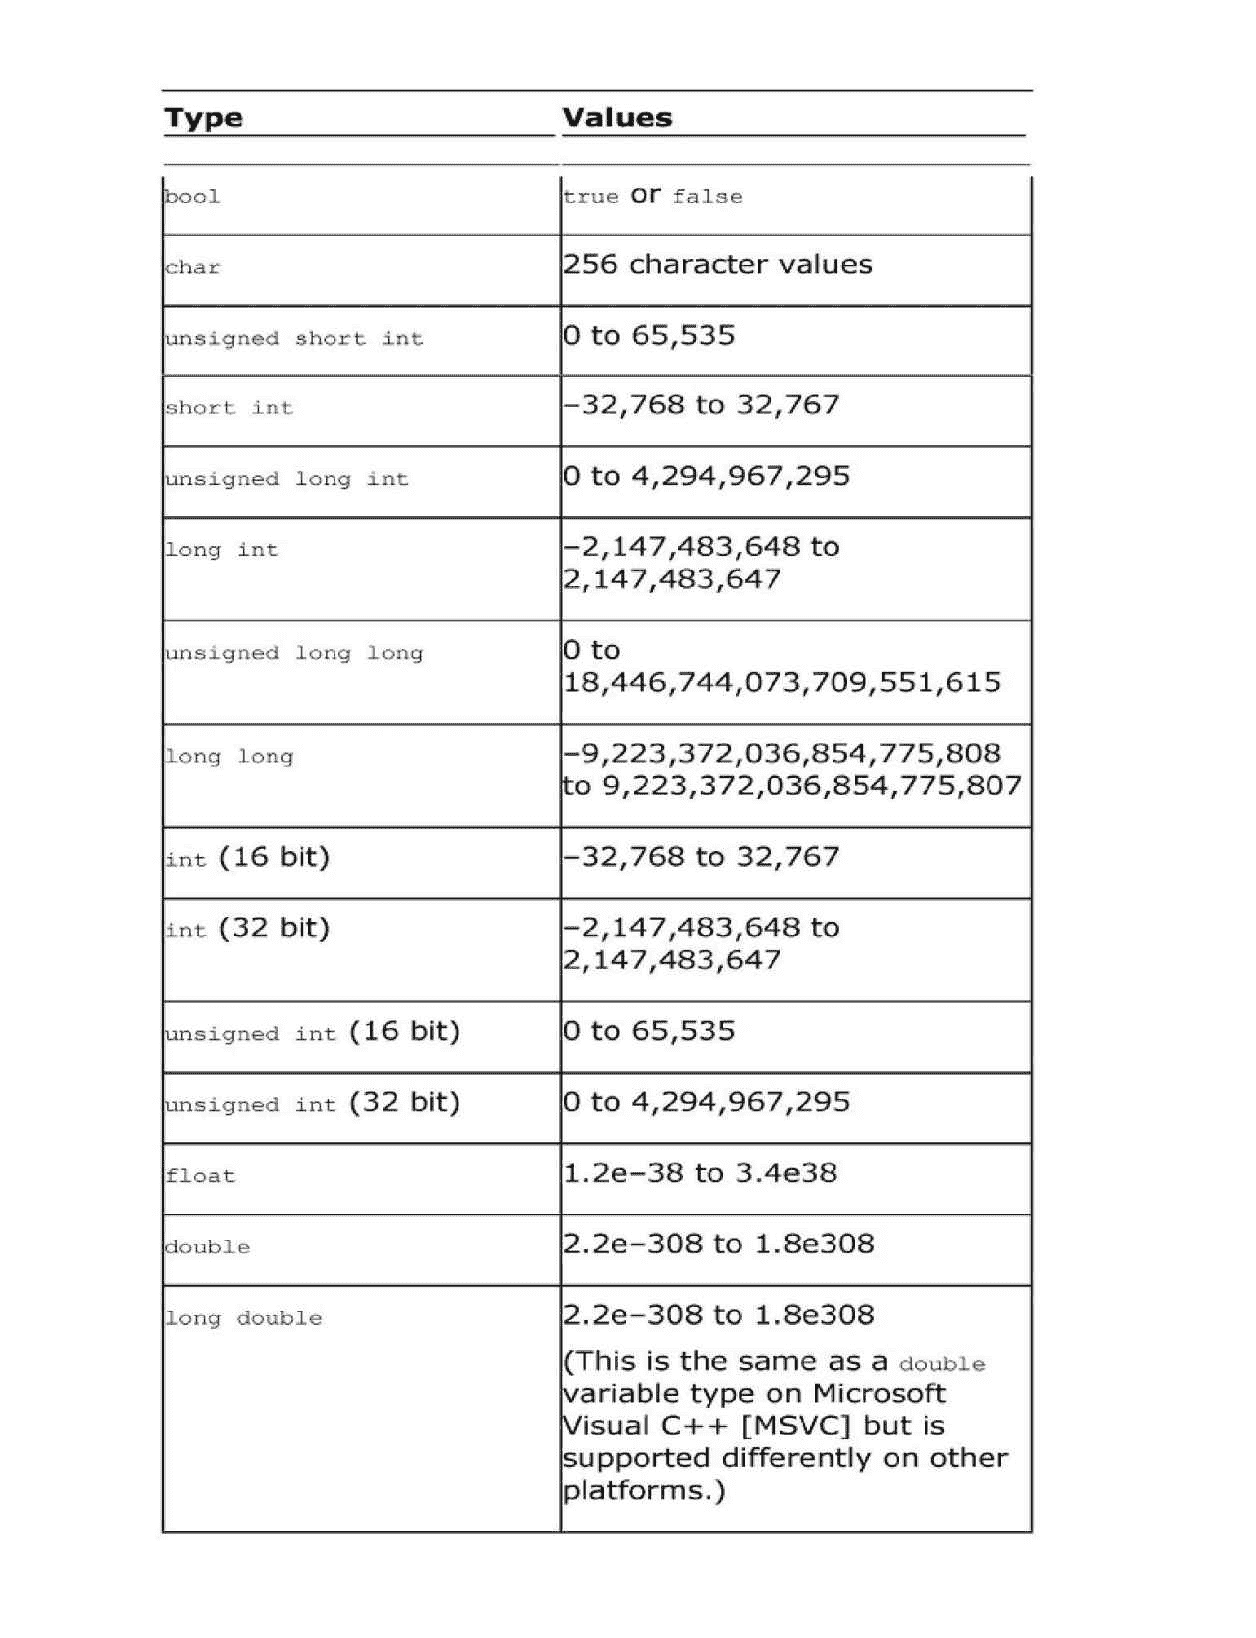 Type Values
bool true or false
char 256 character values
unsigned short int 0 to 65,535
short int –32,768 to 32,767
unsigned long int 0 to 4,294,967,295
long int –2,147,483,648 to
2,147,483,647
unsigned long long 0 to
18,446,744,073,709,551,615
long long –9,223,372,036,854,775,808
to 9,223,372,036,854,775,807
int (16 bit) –32,768 to 32,767
int (32 bit) –2,147,483,648 to
2,147,483,647
unsigned int (16 bit) 0 to 65,535
unsigned int (32 bit) 0 to 4,294,967,295
float 1.2e–38 to 3.4e38
double 2.2e–308 to 1.8e308
long double 2.2e–308 to 1.8e308
(This is the same as a double
variable type on Microsoft
Visual C++ [MSVC] but is
supported differently on other
platforms.)